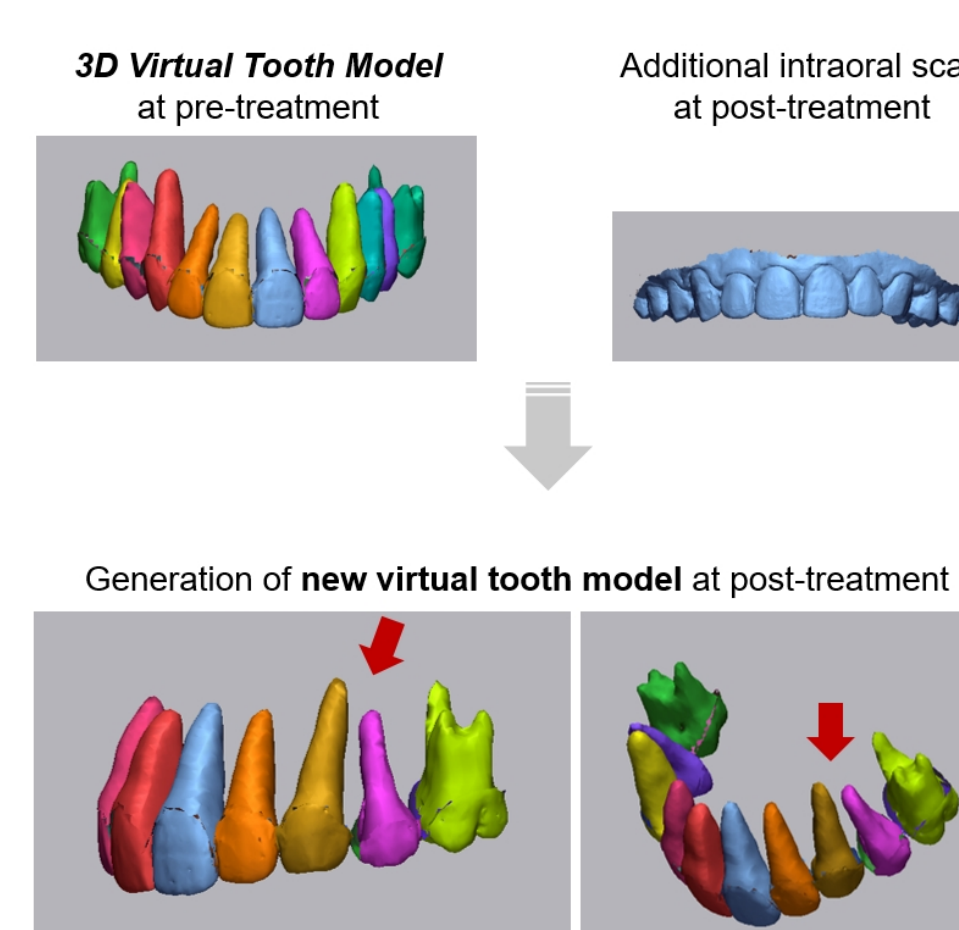 3D Virtual Tooth Model
at pre-treatment
Additional intraoral sca
at post-treatment
Generation of new virtual tooth model at post-treatment